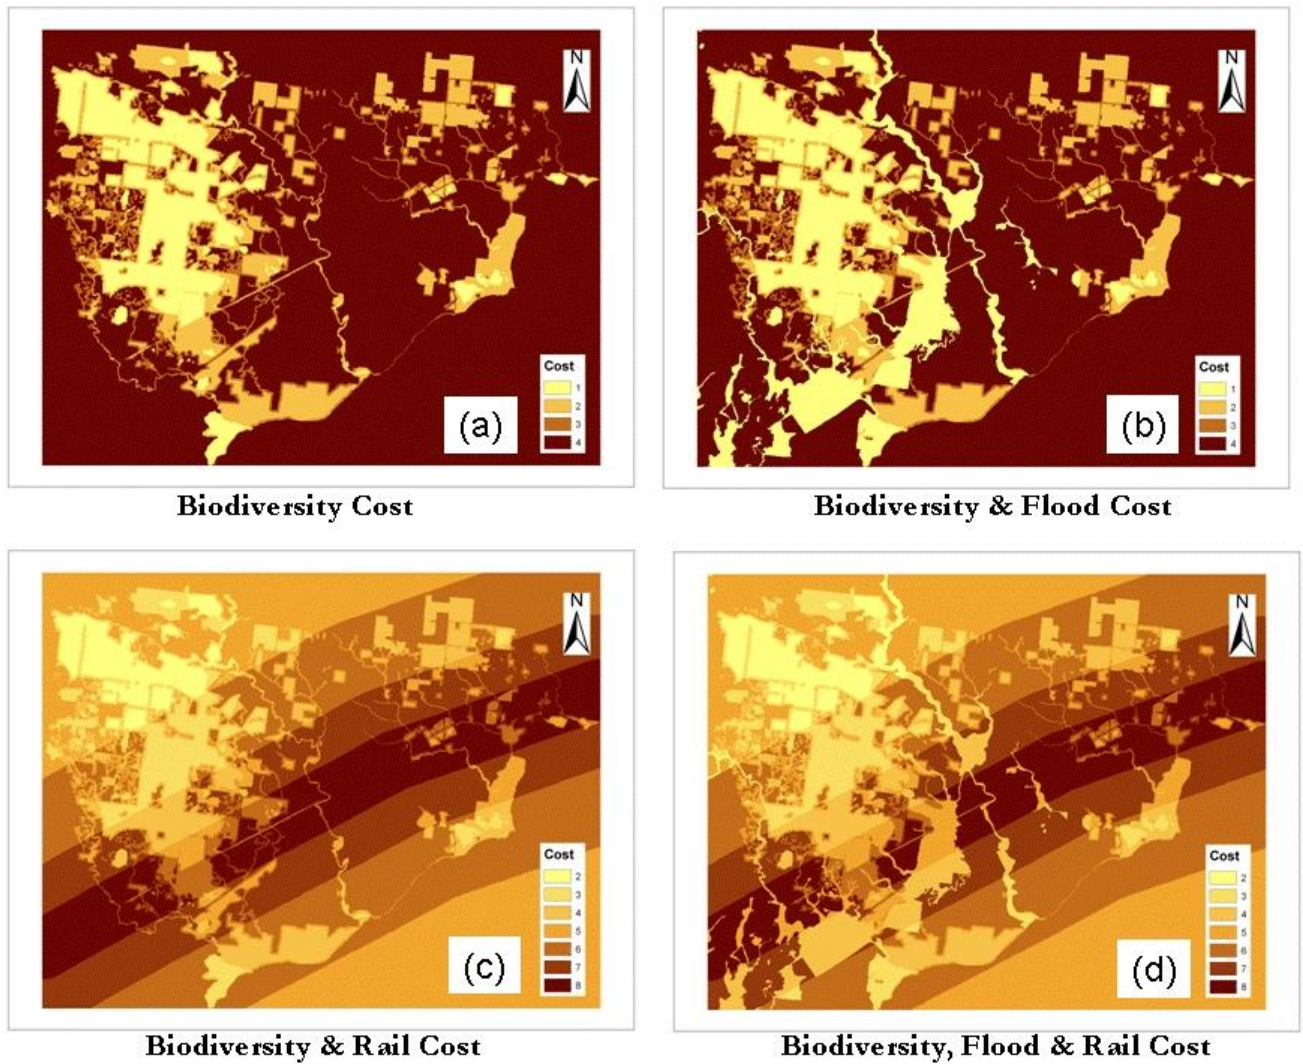 N
Cost
1
2
3
4
(a)
Biodiversity Cost
N
Cost
1
2
3
4
(b)
Biodiversity & Flood Cost
N
Cost
2
3
4
5
6
7
8
(c)
Biodiversity & Rail Cost
N
Cost
2
3
4
5
6
7
8
(d)
Biodiversity, Flood & Rail Cost